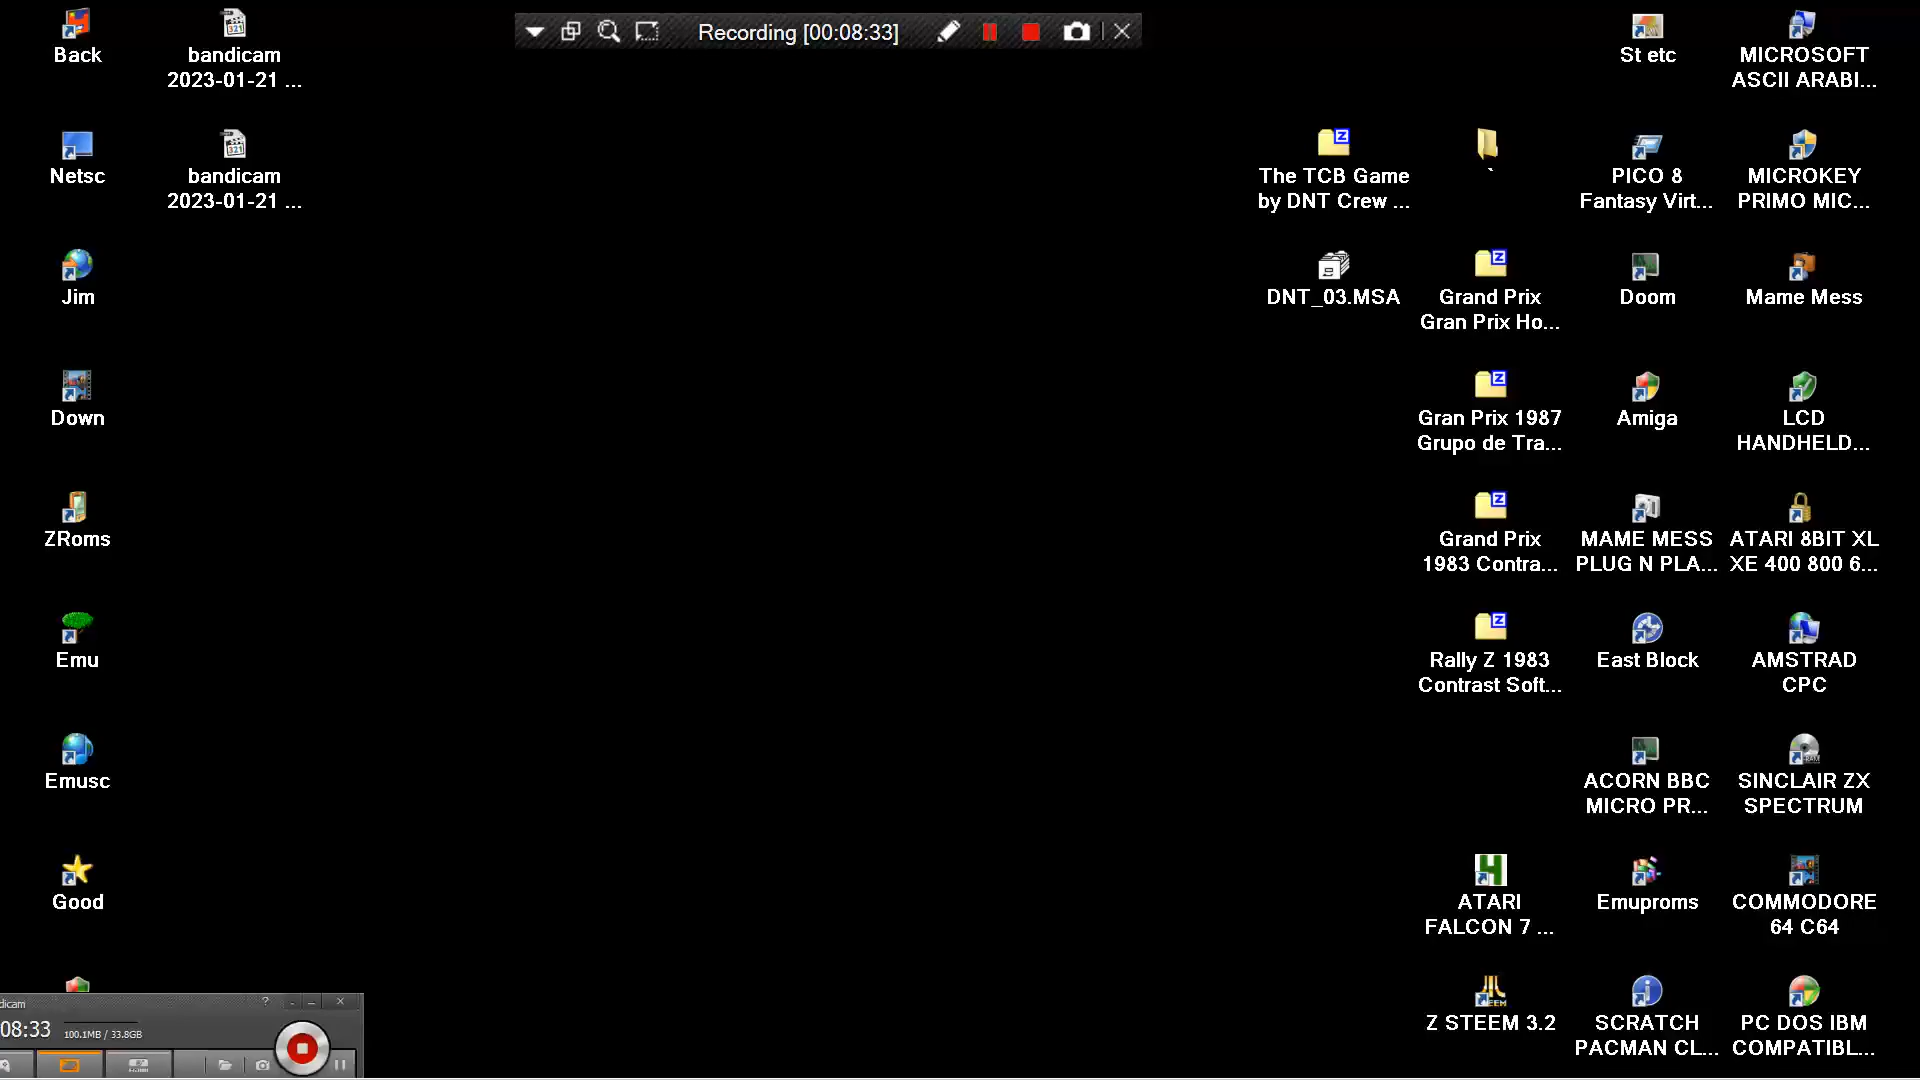 Recording [00:08:33]
Back
bandicam
2023-01-21 ...
St etc
MICROSOFT
ASCII ARABI...
Netsc
bandicam
2023-01-21 ...
The TCB Game
by DNT Crew ...
`
PICO 8
Fantasy Virt...
MICROKEY
PRIMO MIC...
Jim
DNT_03.MSA
Grand Prix
Gran Prix Ho...
Doom
Mame Mess
Down
Gran Prix 1987
Grupo de Tra...
Amiga
LCD
HANDHELD...
ZRoms
Grand Prix
1983 Contra...
MAME MESS
PLUG N PLA...
ATARI 8BIT XL
XE 400 800 6...
Emu
Rally Z 1983
Contrast Soft...
East Block
AMSTRAD
CPC
Emusc
ACORN BBC
MICRO PR...
SINCLAIR ZX
SPECTRUM
Good
ATARI
FALCON 7 ...
Emuproms
COMMODORE
64 C64
Z STEEM 3.2
SCRATCH
PACMAN CL...
PC DOS IBM
COMPATIBL...
dicam
08:33
100.1MB / 33.8GB